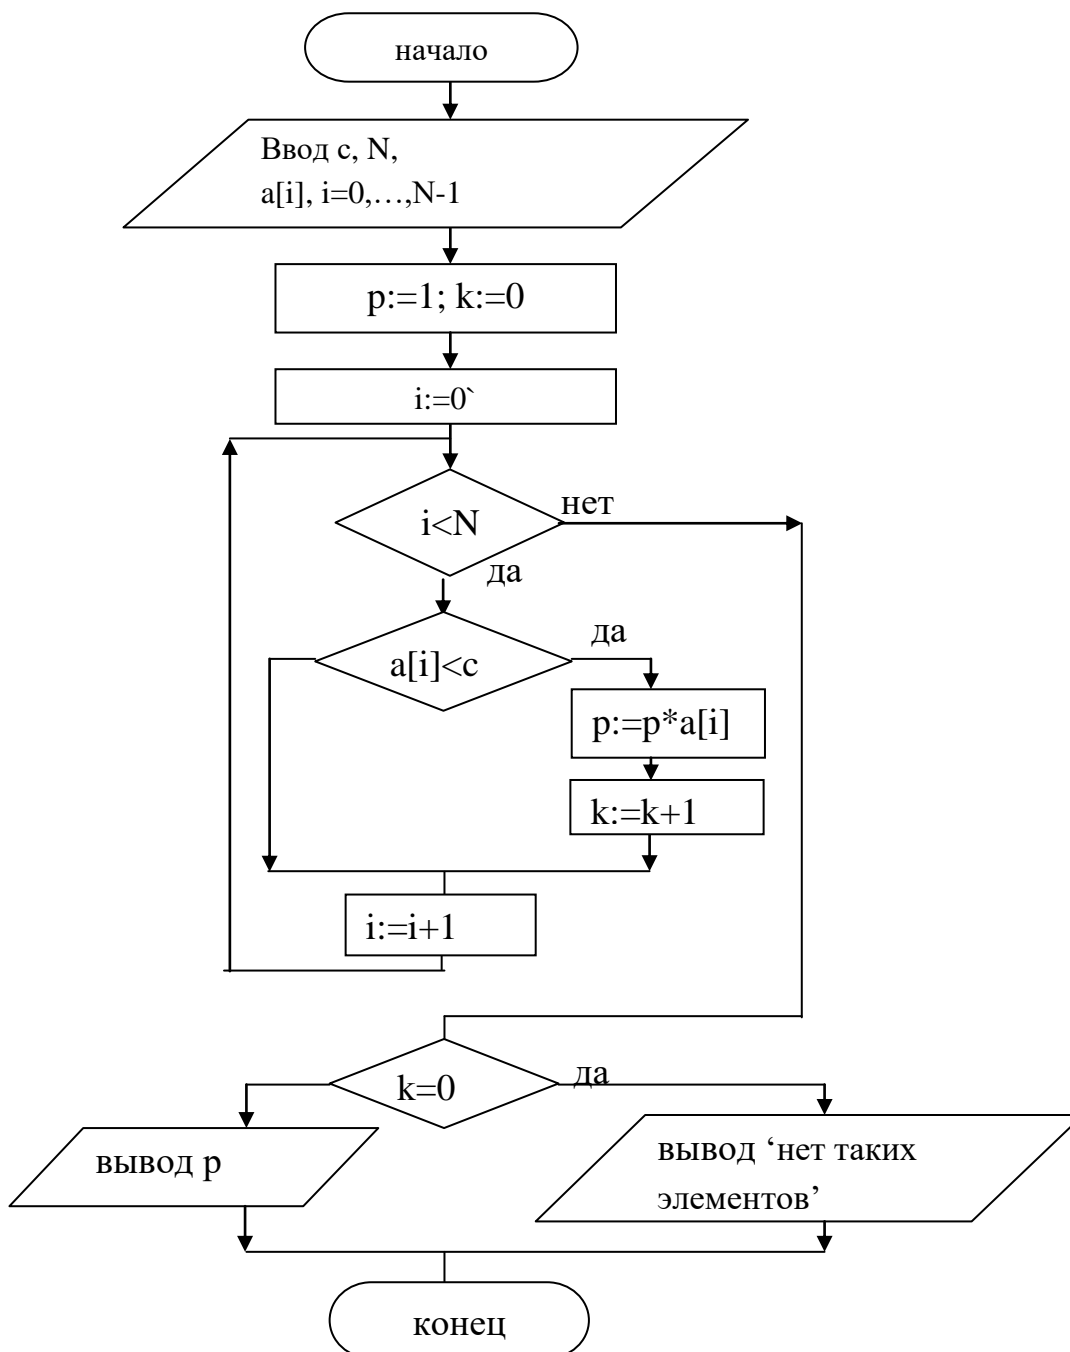 начало
Ввод c, N,
a[i], i=0,…,N-1
p:=1; k:=0
i:=0`
i<N
нет
да
a[i]<c
да
p:=p*a[i]
k:=k+1
i:=i+1
k=0
да
вывод p
вывод ‘нет таких
элементов’
конец